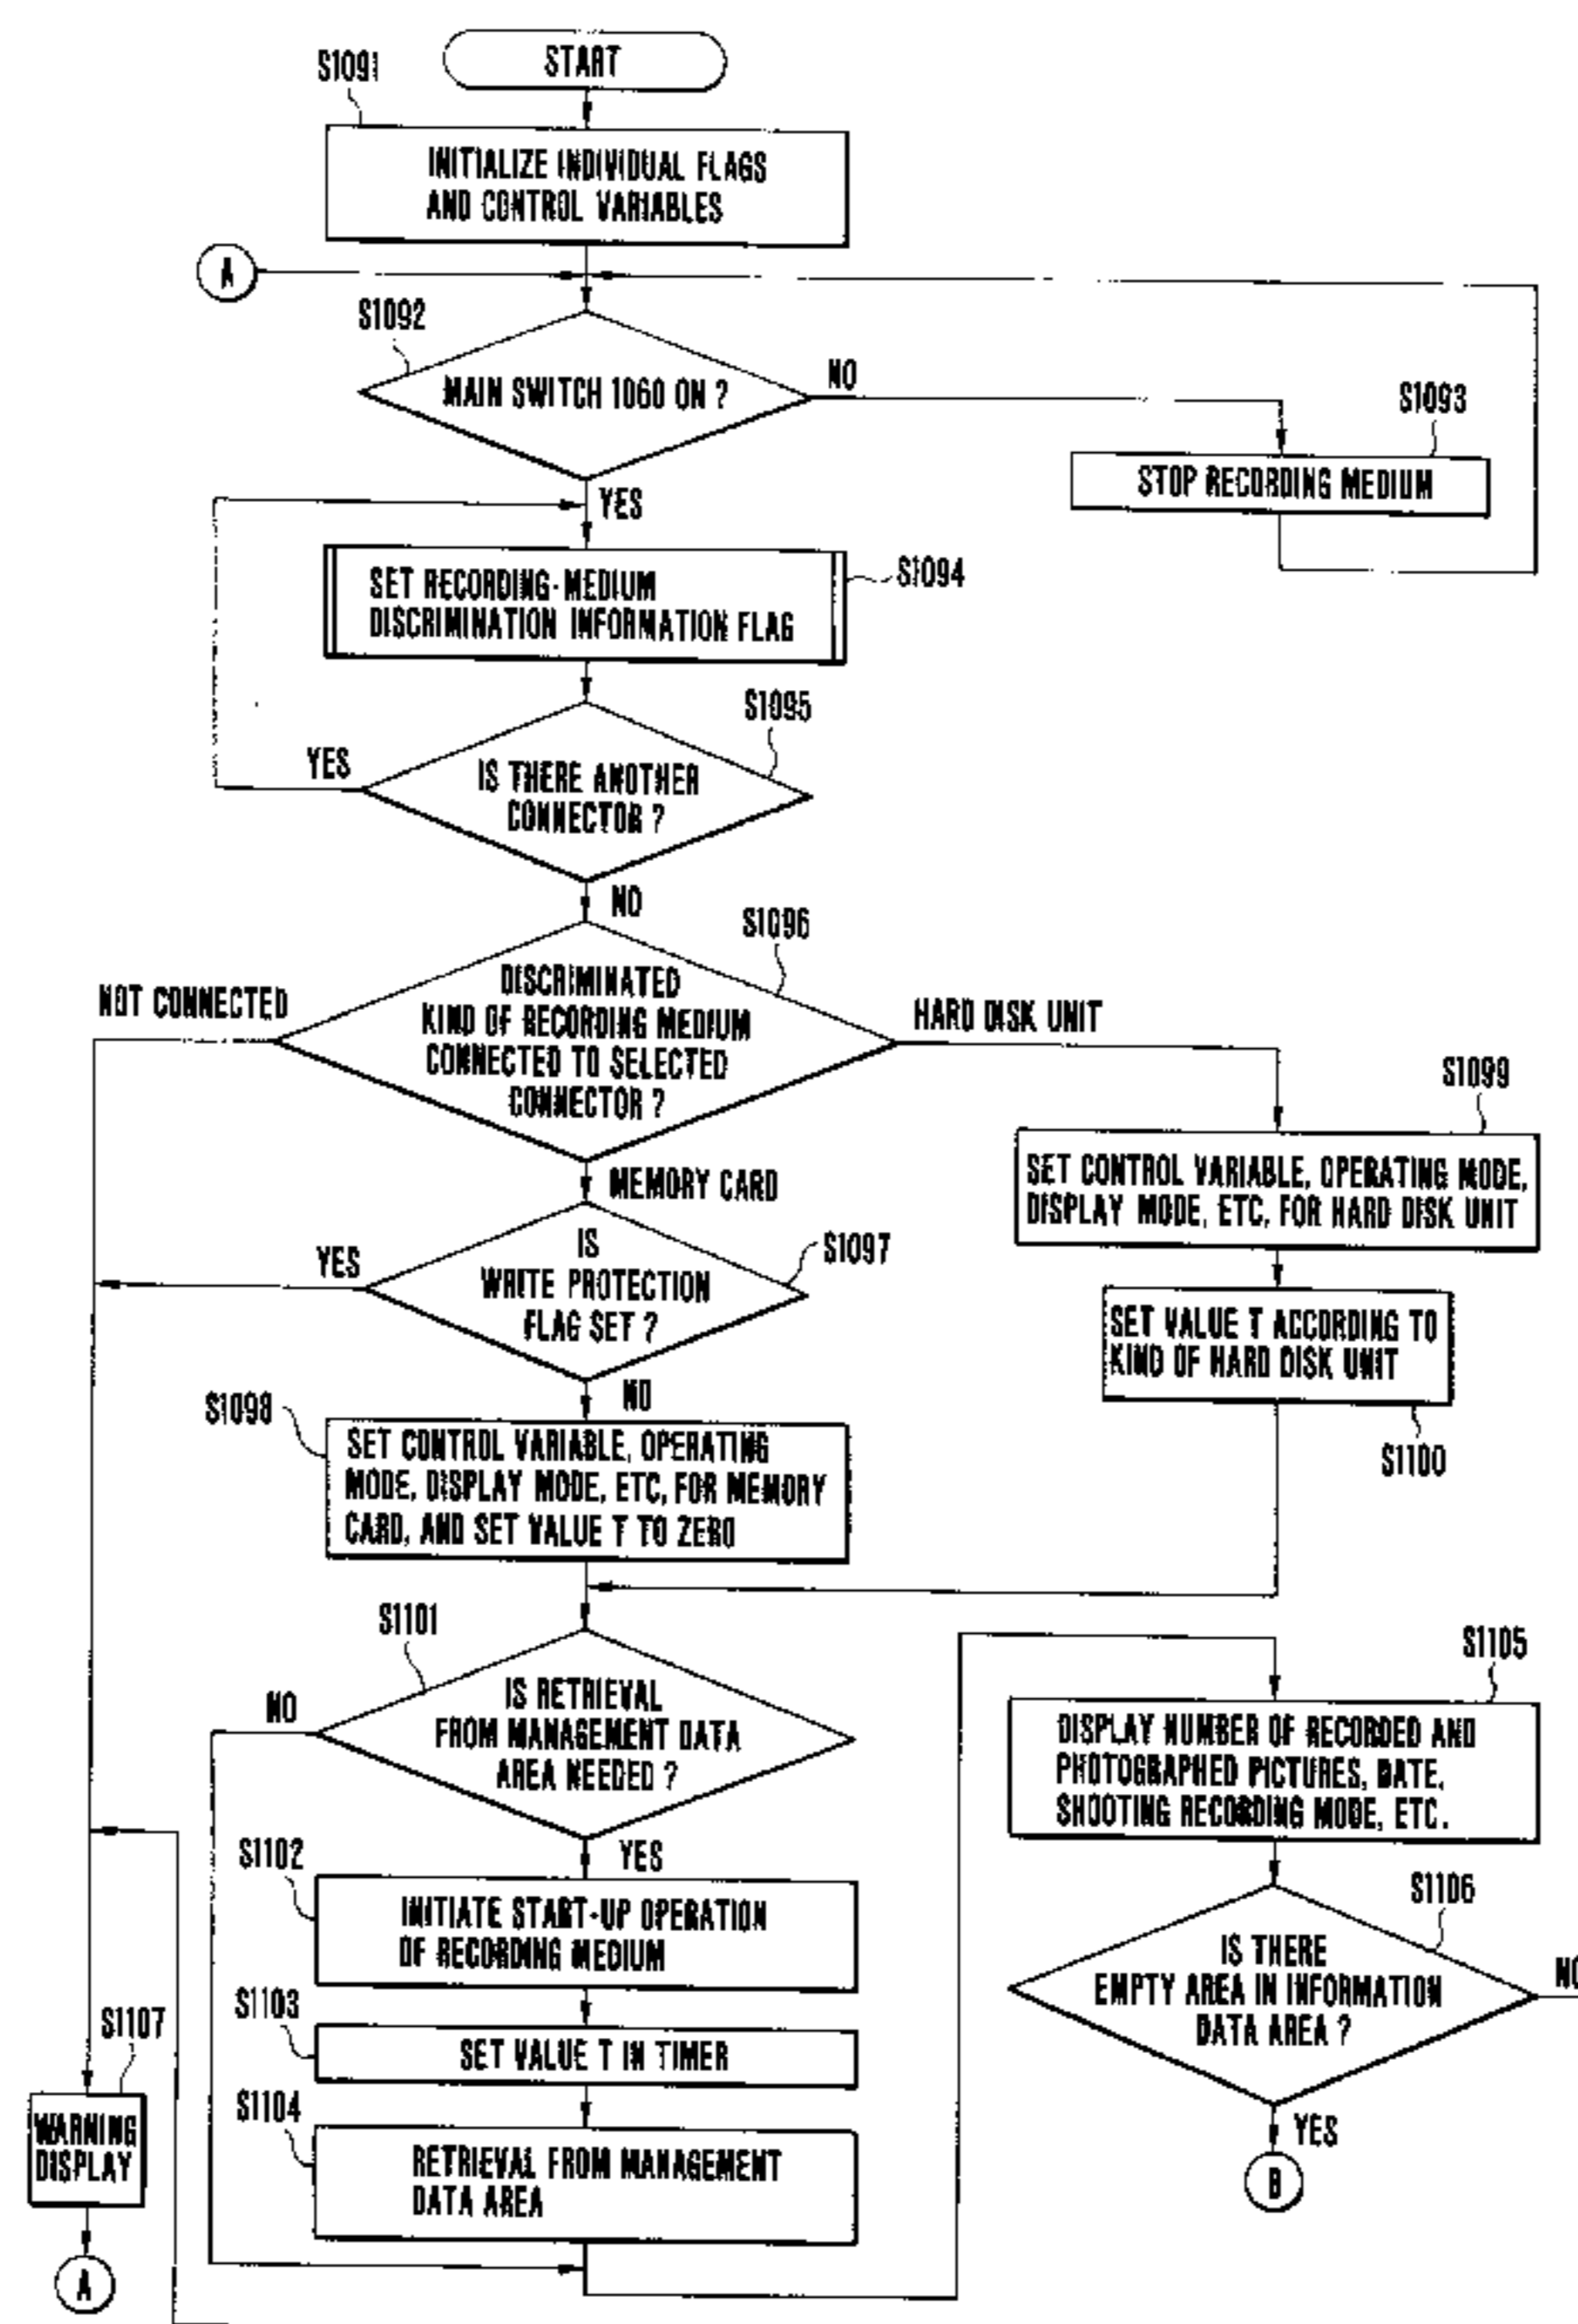 START
S1091
INITIALIZE INDIVIDUAL FLAGS
AND CONTROL VARIABLES
A
S1092
MAIN SWITCH 1060 ON ?
NO
S1093
STOP RECORDING MEDIUM
YES
SET RECORDING-MEDIUM
DISCRIMINATION INFORMATION FLAG
S1094
S1095
YES
IS THERE ANOTHER
CONNECTOR ?
NO
S1096
NOT CONNECTED
DISCRIMINATED
KIND OF RECORDING MEDIUM
CONNECTED TO SELECTED
CONNECTOR ?
HARD DISK UNIT
S1099
SET CONTROL VARIABLE, OPERATING MODE,
DISPLAY MODE, ETC, FOR HARD DISK UNIT
MEMORY CARD
YES
IS
WRITE PROTECTION
FLAG SET ?
S1097
SET VALUE T ACCORDING TO
KIND OF HARD DISK UNIT
S1100
NO
S1098
SET CONTROL VARIABLE, OPERATING
MODE, DISPLAY MODE, ETC, FOR MEMORY
CARD, AND SET VALUE T TO ZERO
S1101
NO
IS RETRIEVAL
FROM MANAGEMENT DATA
AREA NEEDED ?
YES
S1102
INITIATE START-UP OPERATION
OF RECORDING MEDIUM
S1103
SET VALUE T IN TIMER
S1104
RETRIEVAL FROM MANAGEMENT
DATA AREA
S1105
DISPLAY NUMBER OF RECORDED AND
PHOTOGRAPHED PICTURES, DATE,
SHOOTING RECORDING MODE, ETC.
S1106
IS THERE
EMPTY AREA IN INFORMATION
DATA AREA ?
NO
YES
B
S1107
WARNING
DISPLAY
A